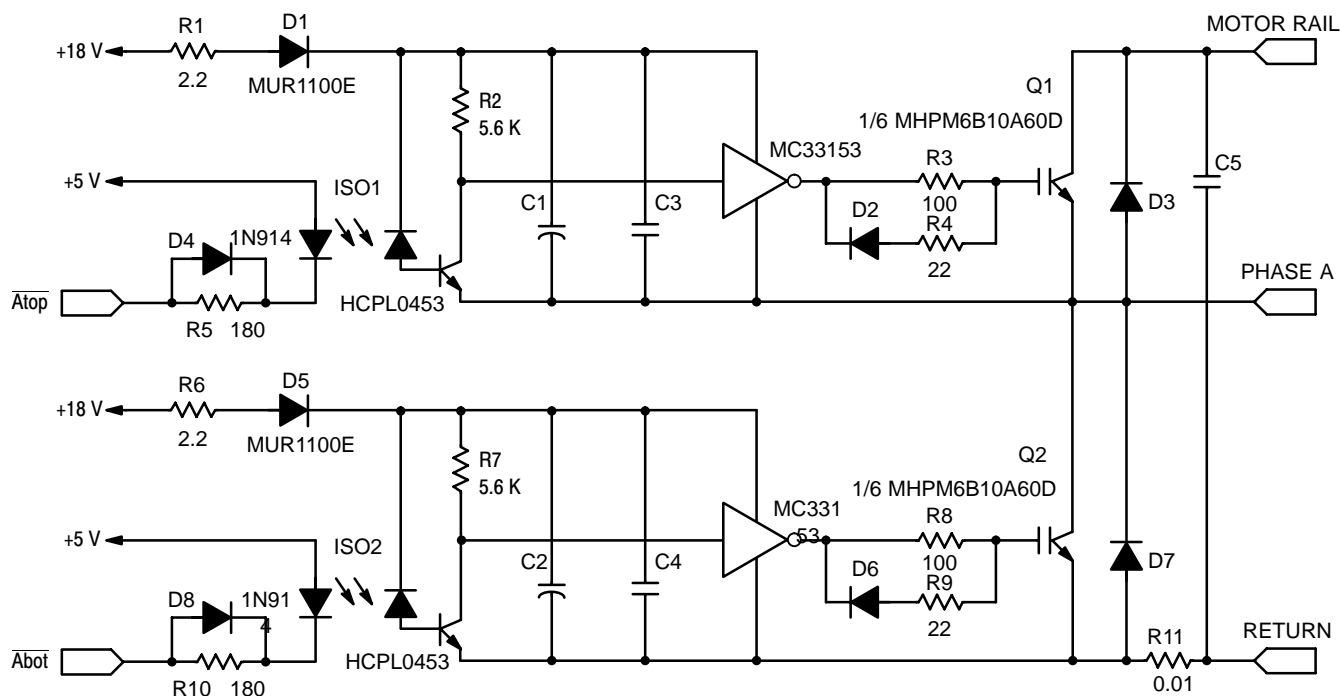 MOTOR RAIL
R1
D1
+18 V
2.2
MUR1100E
R2
5.6 K
Q1
1/6 MHPM6B10A60D
MC33153
R3
100
C5
+5 V
ISO1
C1
C3
D2
R4
22
D3
D4
1N914
PHASE A
Atop
HCPL0453
R5 180
R6
D5
+18 V
2.2
MUR1100E
R7
5.6 K
Q2
1/6 MHPM6B10A60D
MC331
53
R8
100
+5 V
ISO2
C2
C4
D6
R9
22
D7
D8
1N91
4
R11
RETURN
Abot
HCPL0453
R10 180
0.01